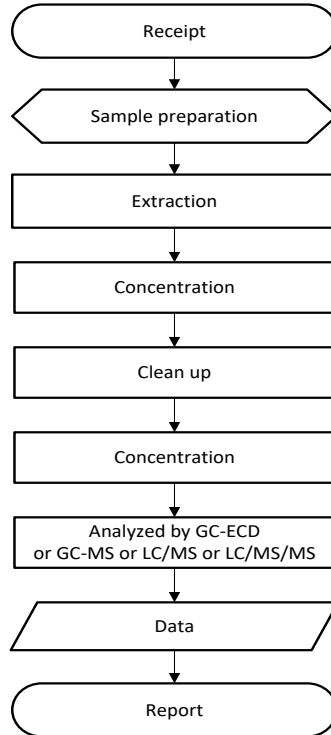 Receipt
Sample preparation
Extraction
Concentration
Clean up
Concentration
Analyzed by GC-ECD
or GC-MS or LC/MS or LC/MS/MS
Data
Report